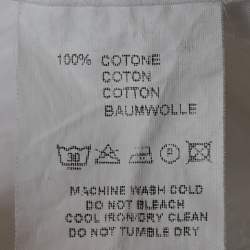 100% COTONE
COTON
COTTON
BAUMWOLLE
30 P
MACHINE WASH COLD
DO NOT BLEACH
COOL IRON/DRY CLEAN
DO NOT TUMBLE DRY